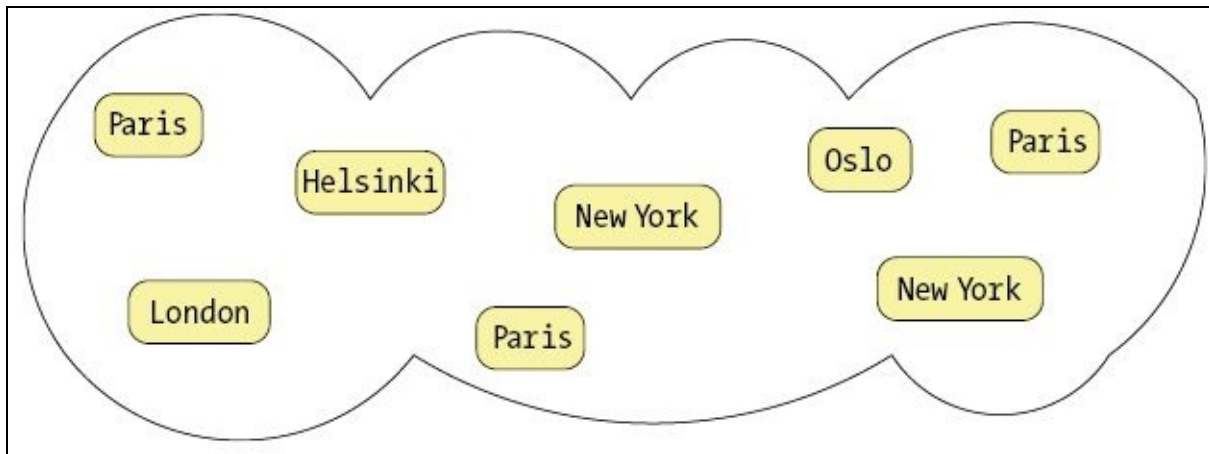 Paris
Helsinki
New York
Oslo
Paris
London
Paris
New York